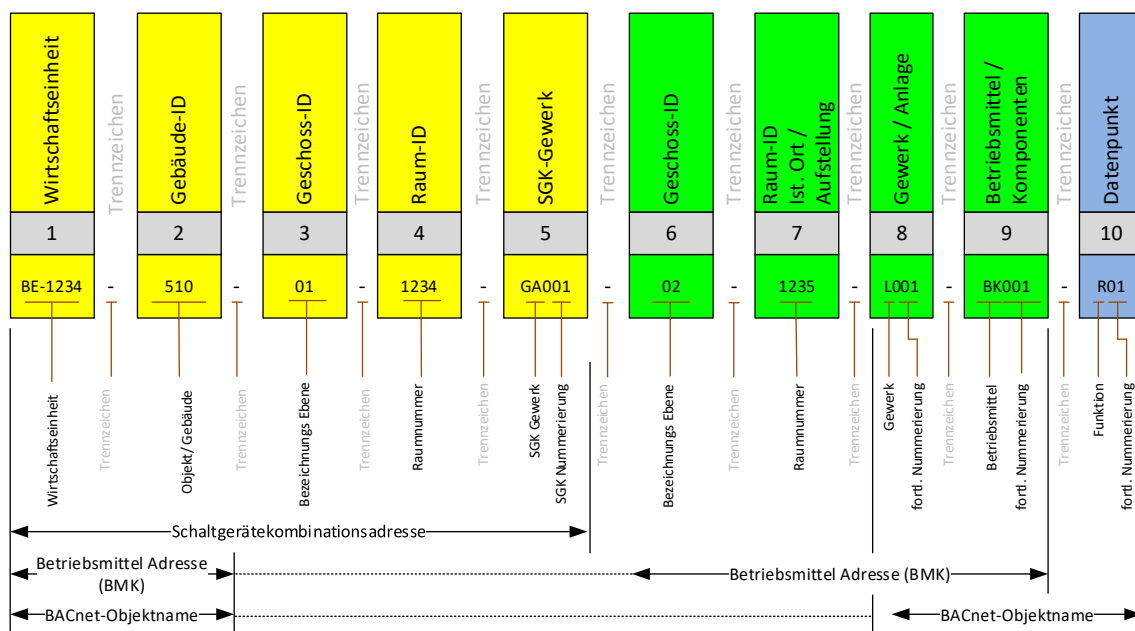 Wirtschaftseinheit
Trennzeichen
Gebäude-ID
Trennzeichen
Geschoss-ID
Trennzeichen
Raum-ID
Trennzeichen
SGK-Gewerk
Trennzeichen
Geschoss-ID
Trennzeichen
Raum-ID
Ist. Ort /
Aufstellung
Trennzeichen
Gewerk / Anlage
Trennzeichen
Betriebsmittel /
Komponenten
Trennzeichen
Datenpunkt
1 2 3 4 5 6 7 8 9 10
BE-1234 - 510 - 01 - 1234 - GA001 - 02 - 1235 - L001 - BK001 - R01
Wirtschaftseinheit
Trennzeichen
Objekt/ Gebäude
Trennzeichen
Bezeichnungs Ebene
Trennzeichen
Raumnummer
Trennzeichen
SGK Gewerk
SGK Nummerierung
Trennzeichen
Bezeichnungs Ebene
Trennzeichen
Raumnummer
Trennzeichen
Gewerk
fortl. Nummerierung
Trennzeichen
Betriebsmittel
fortl. Nummerierung
Trennzeichen
Funktion
fortl. Nummerierung
Schaltgerätekombinationsadresse
Betriebsmittel Adresse
(BMK)
Betriebsmittel Adresse (BMK)
BACnet-Objektname
BACnet-Objektname